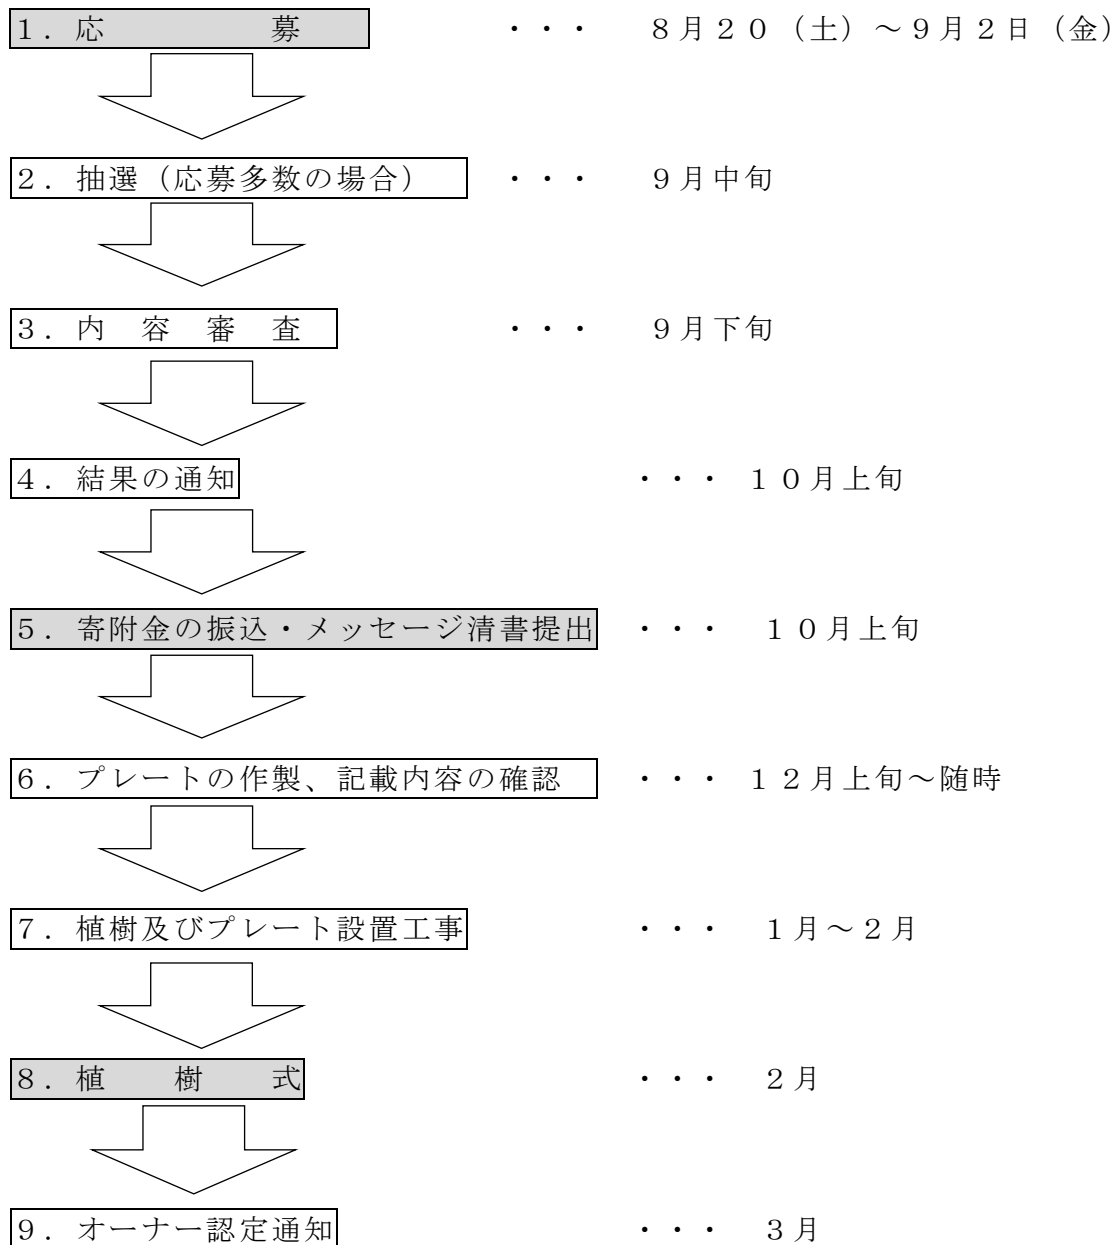 １．応　　　　　募　　・・・　８月２０（土）～９月２日（金）
２．抽選（応募多数の場合）　・・・　９月中旬
３．内　容　審　査　　・・・　９月下旬
４．結果の通知　　・・・　１０月上旬
５．寄附金の振込・メッセージ清書提出　・・・　１０月上旬
６．プレートの作製、記載内容の確認　・・・　１２月上旬～随時
７．植樹及びプレート設置工事　・・・　１月～２月
８．植　　樹　　式　　・・・　２月
９．オーナー認定通知　　・・・　３月